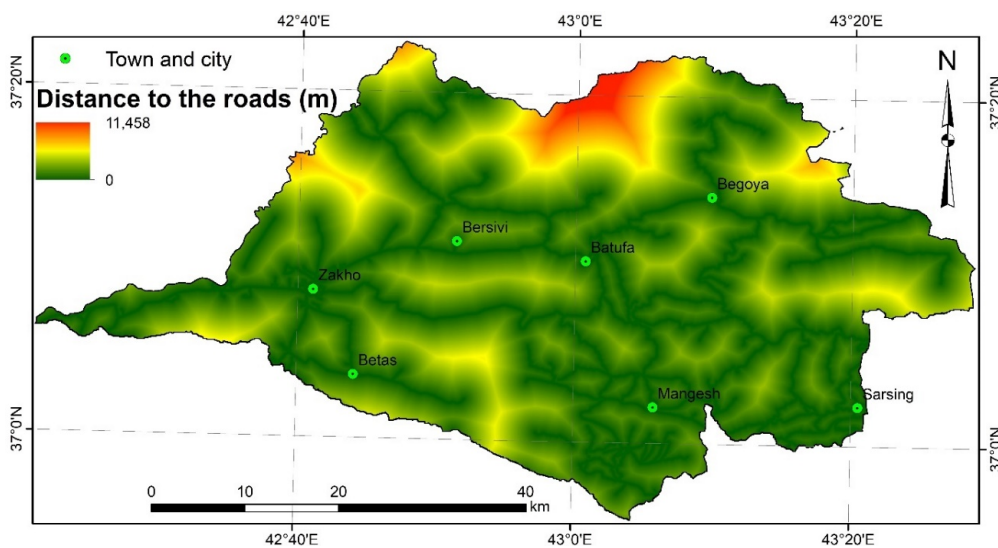 42°40'E 43°0'E 43°20'E
Town and city
N
37°20'N
37°20'N
Distance to the roads (m)
11,458
0
Begoya
Bersivi
Batufa
Zakho
Betas
Mangesh
Sarsing
37°0'N
37°0'N
0 10 20 40
km
42°40'E 43°0'E 43°20'E